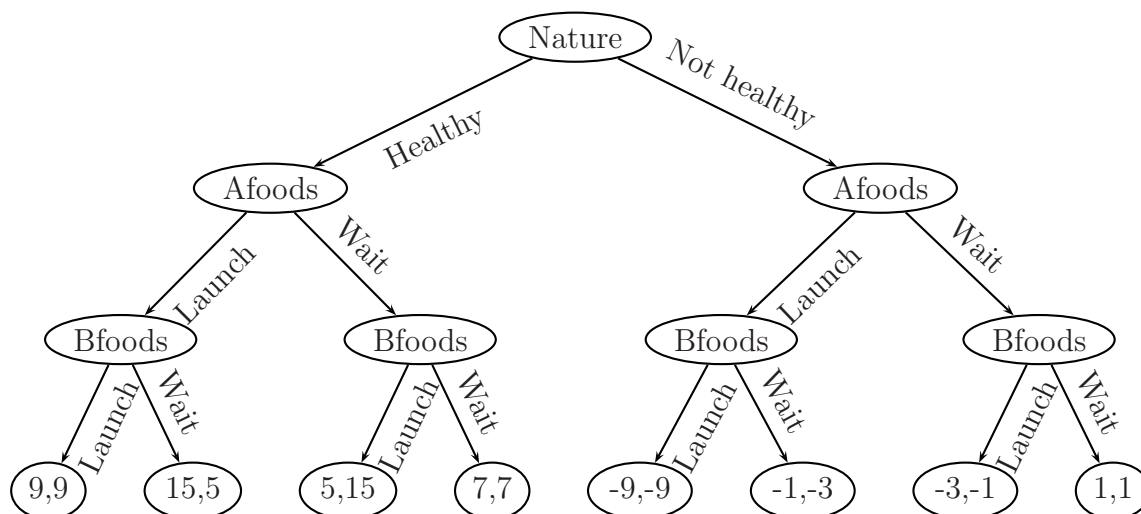 Nature
Healthy
Not healthy
Afoods
Afoods
Launch
Wait
Launch
Wait
Bfoods
Bfoods
Bfoods
Bfoods
Launch
Wait
Launch
Wait
Launch
Wait
Launch
Wait
9,9
15,5
5,15
7,7
-9,-9
-1,-3
-3,-1
1,1